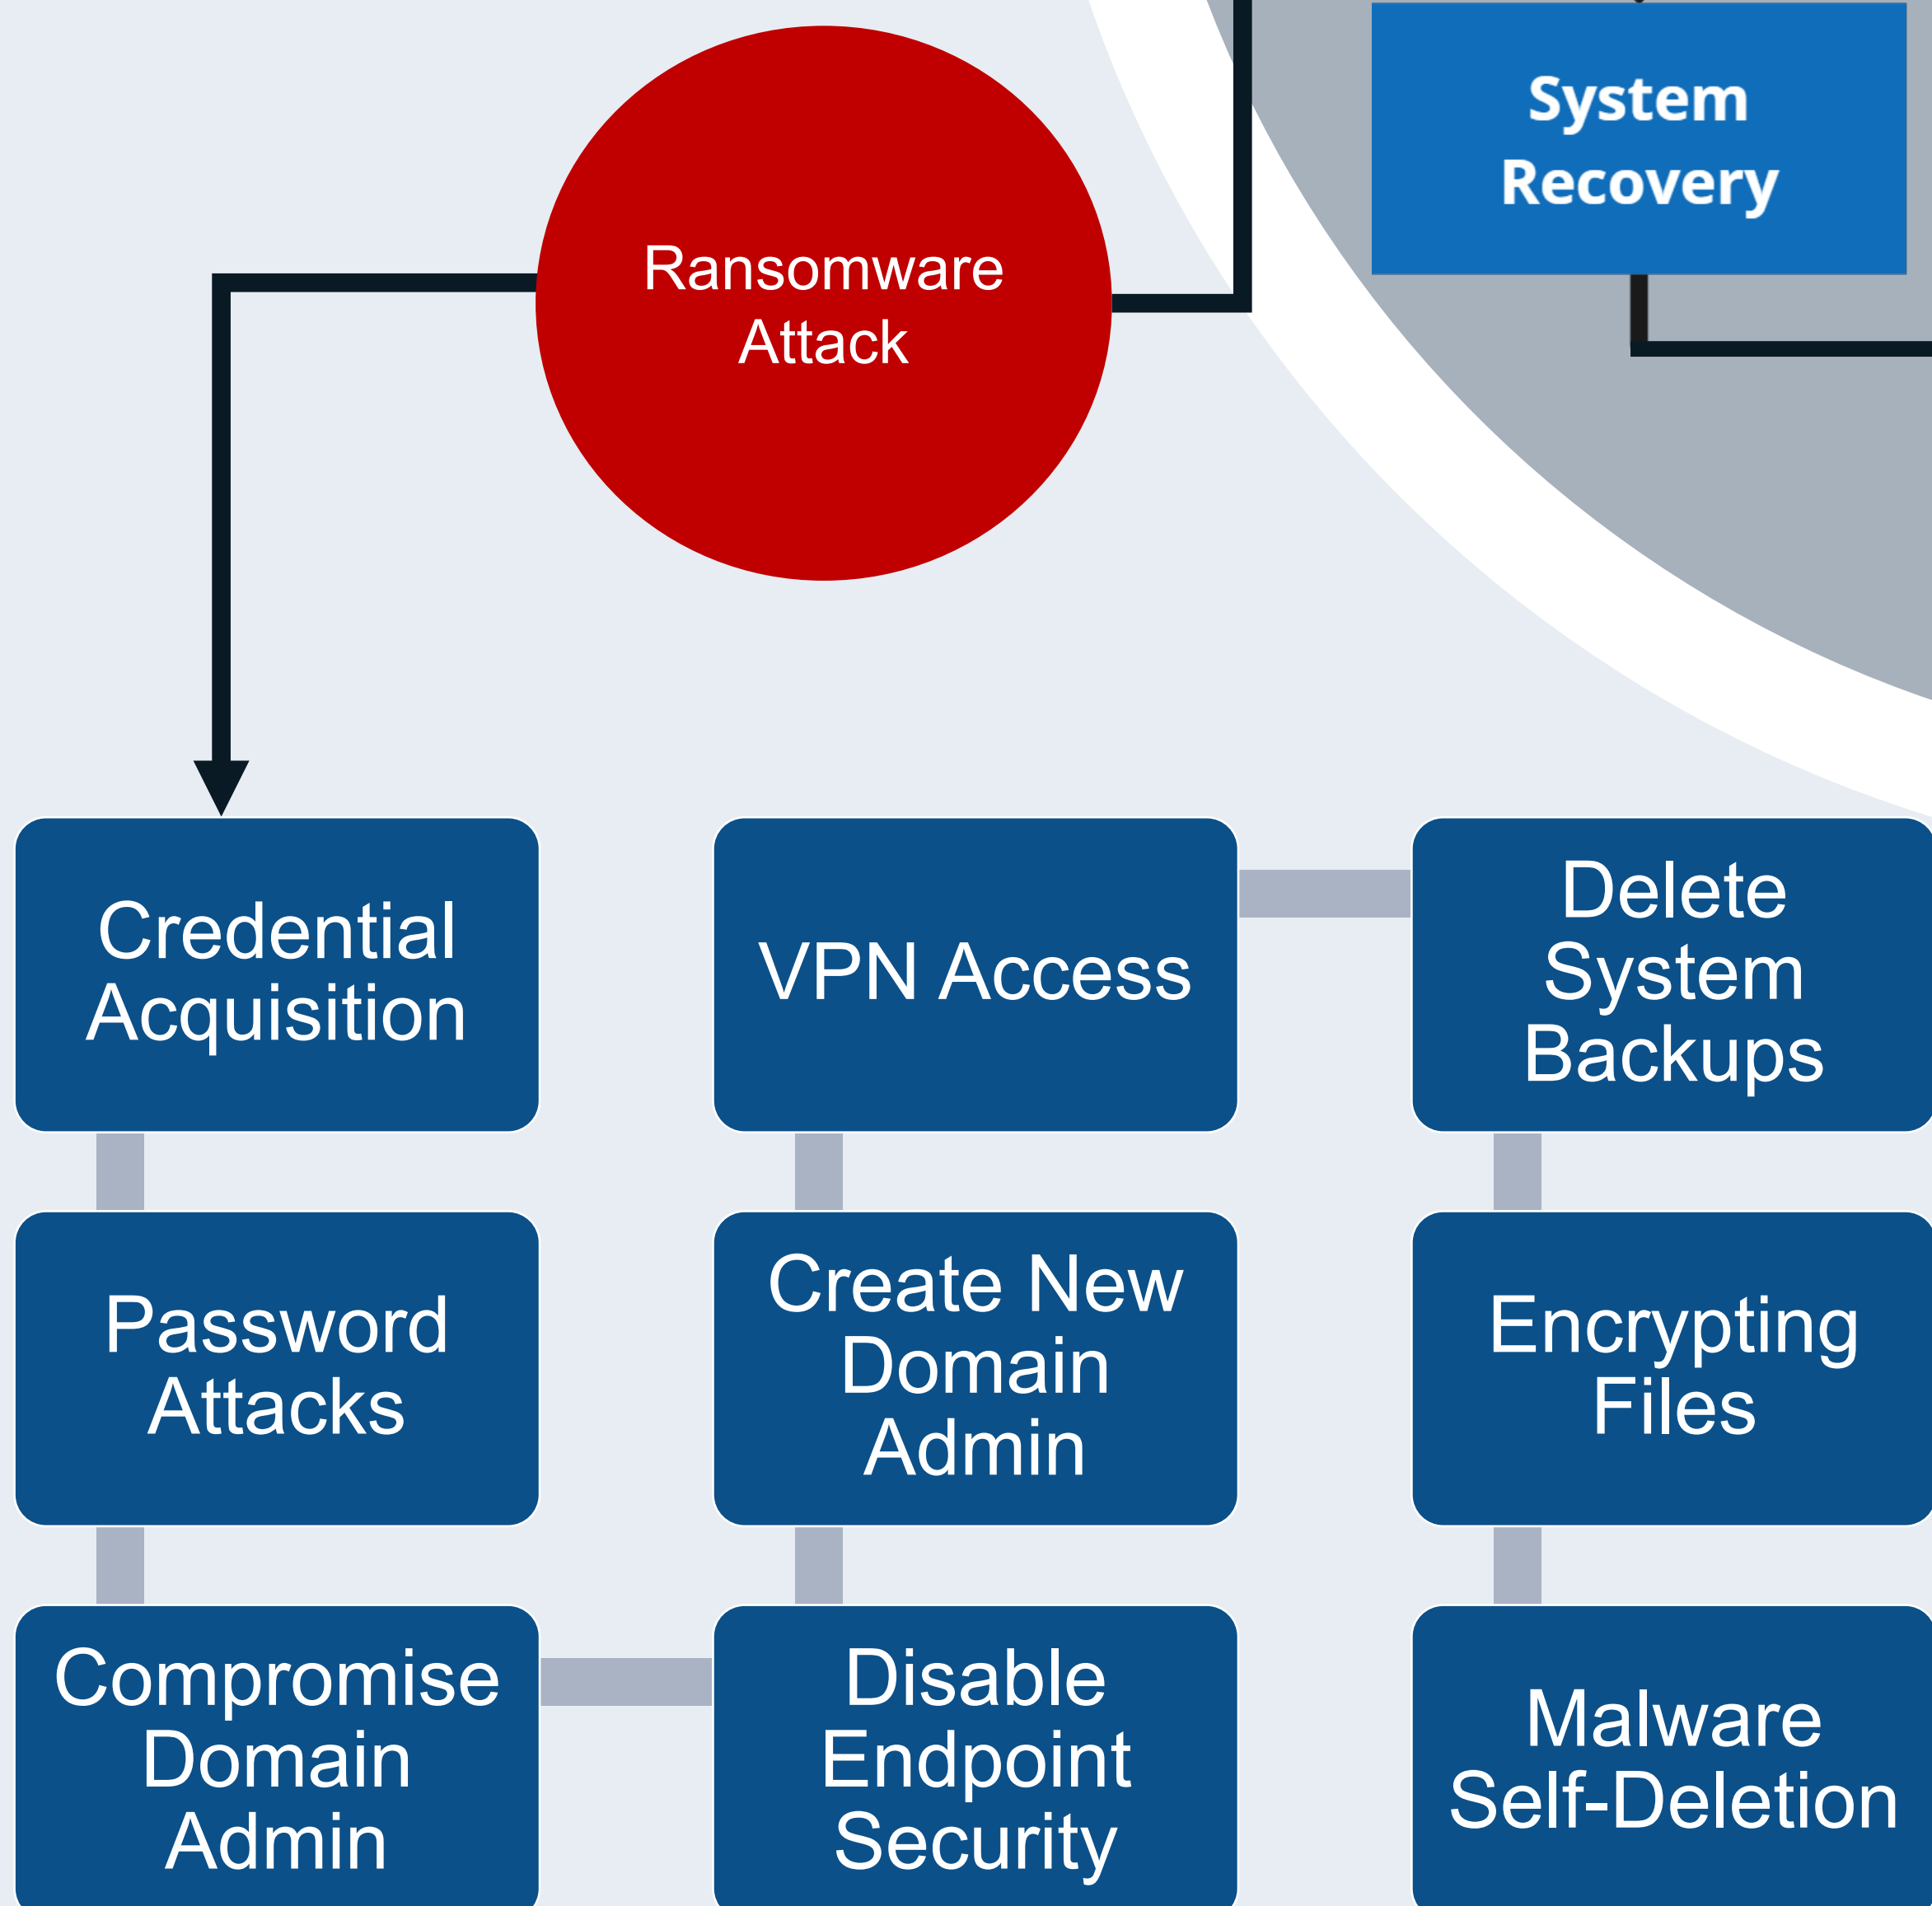 System
Recovery
Ransomware
Attack
Credential
Acquisition
VPN Access
Delete
System
Backups
Password
Attacks
Create New
Domain
Admin
Encrypting
Files
Compromise
Domain
Admin
Disable
Endpoint
Security
Malware
Self-Deletion